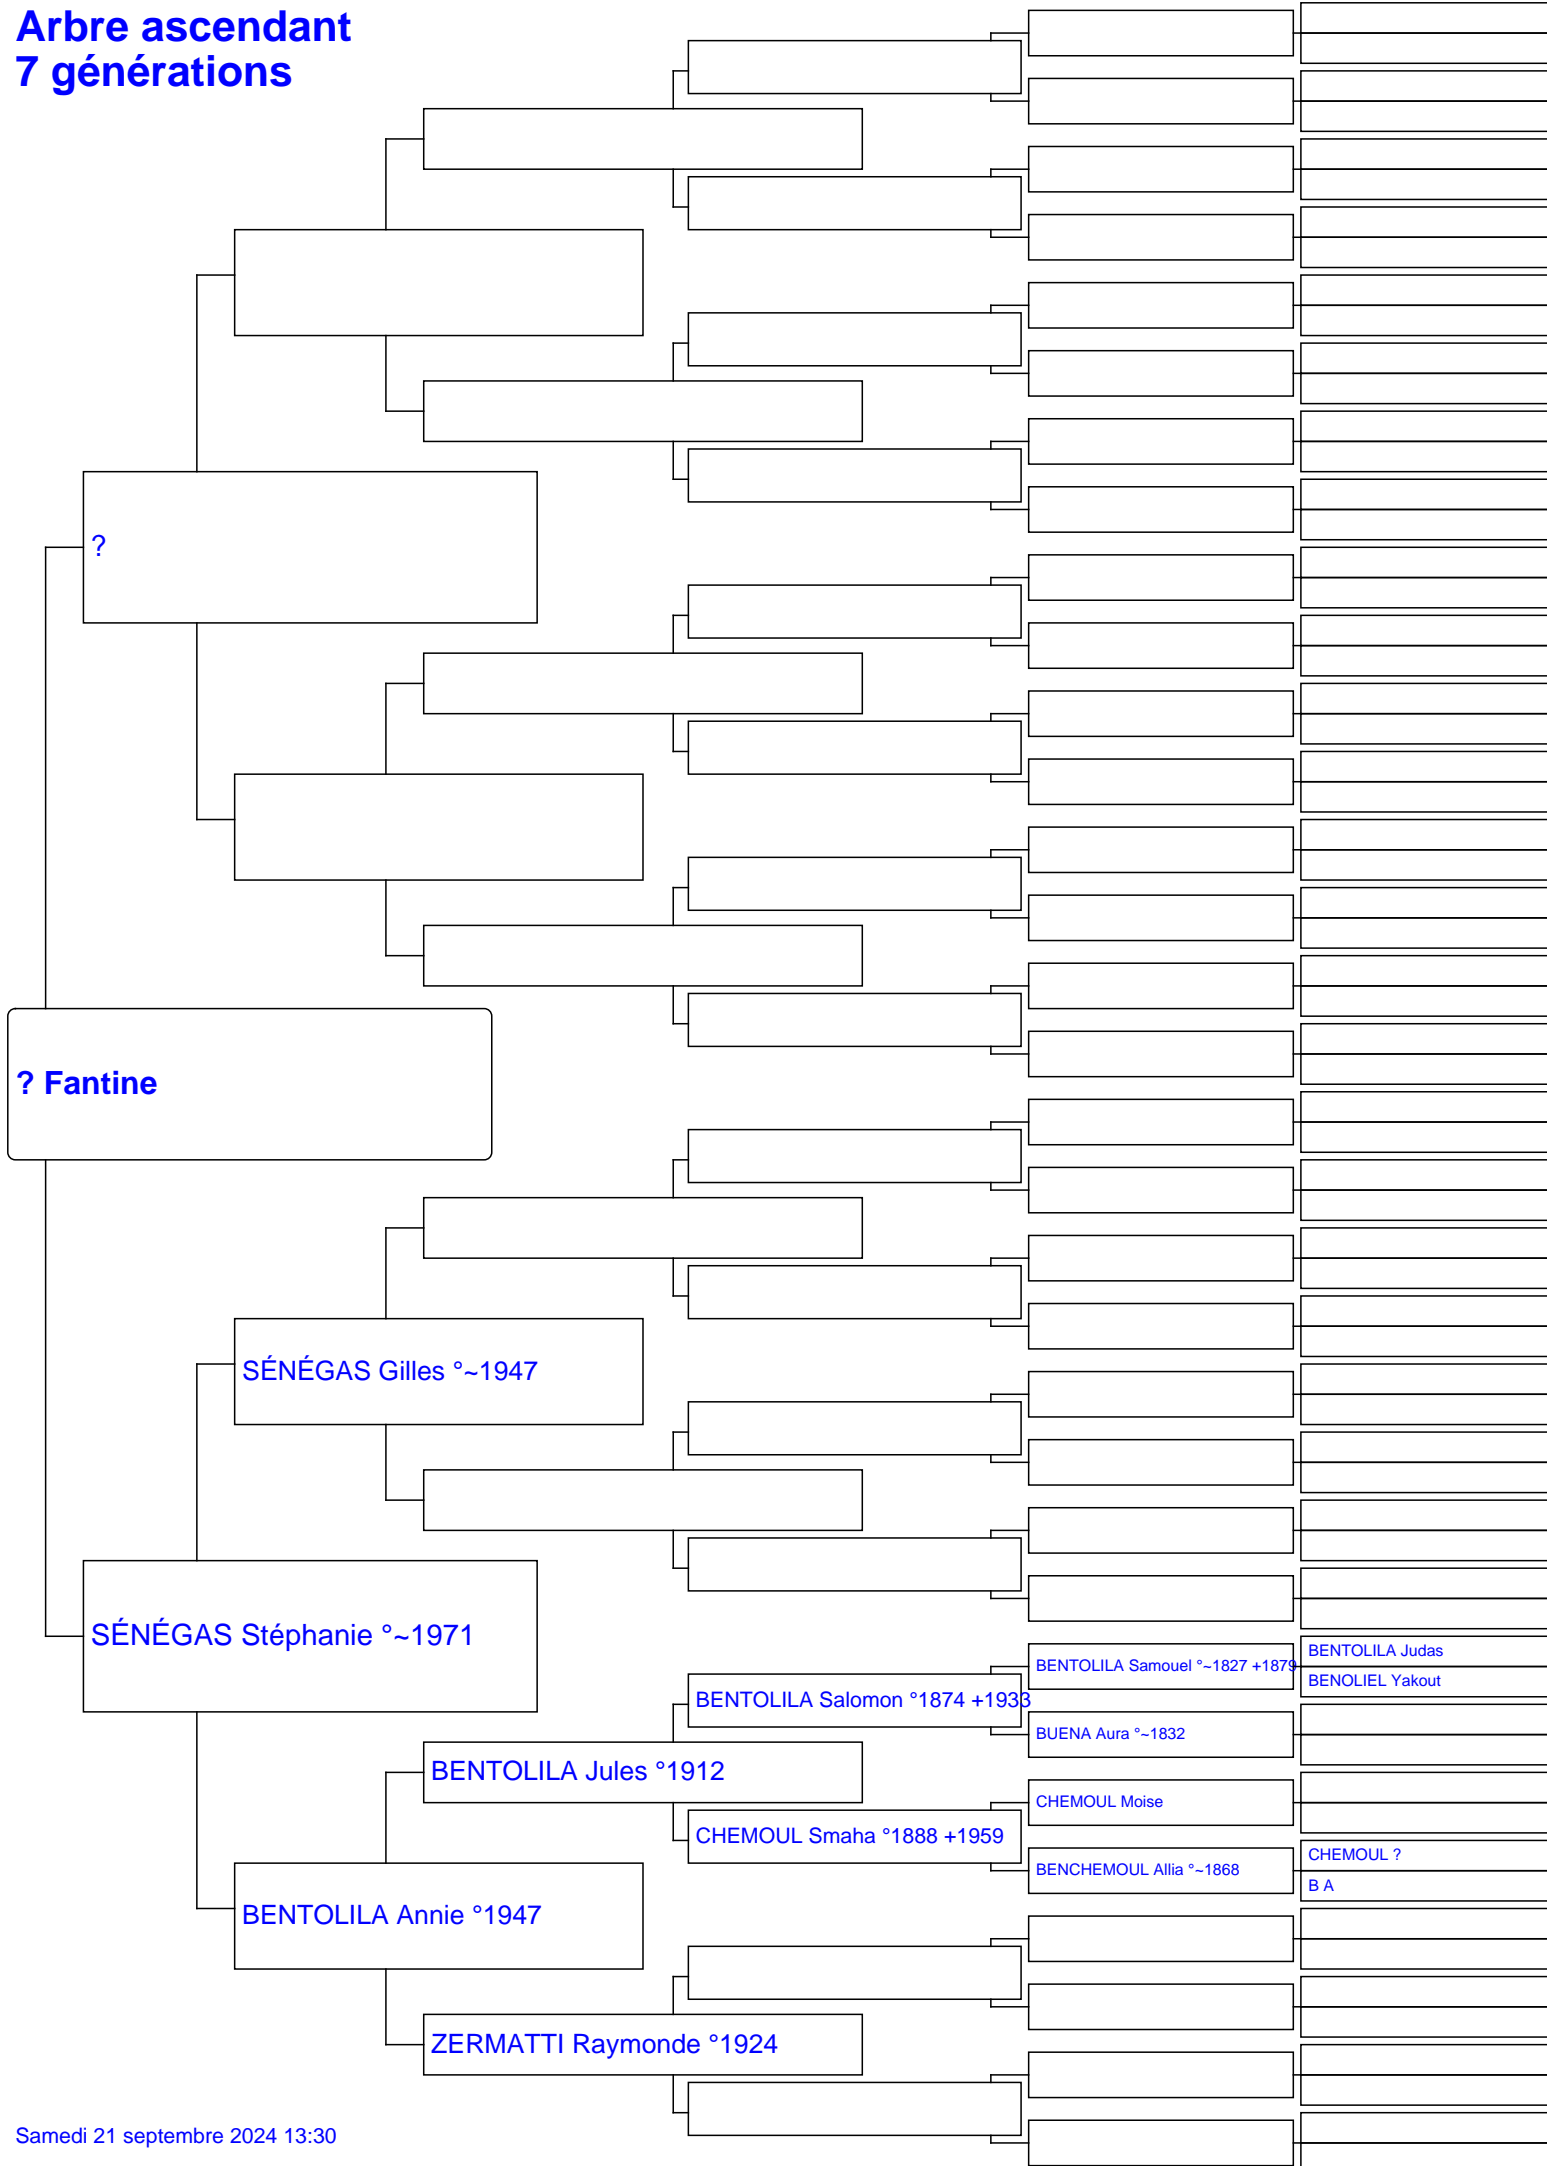 Arbre ascendant
7 générations
?
? Fantine
SÉNÉGAS Gilles °~1947
SÉNÉGAS Stéphanie °~1971
BENTOLILA Judas
BENTOLILA Samouel °~1827 +1879
BENOLIEL Yakout
BENTOLILA Salomon °1874 +1933
BUENA Aura °~1832
BENTOLILA Jules °1912
CHEMOUL Moise
CHEMOUL Smaha °1888 +1959
CHEMOUL ?
BENCHEMOUL Allia °~1868
B A
BENTOLILA Annie °1947
ZERMATTI Raymonde °1924
Samedi 21 septembre 2024 13:30